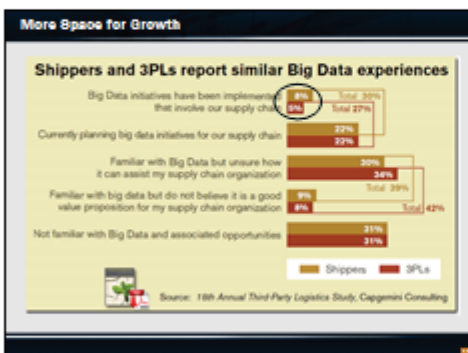 More Space for Growth
Shippers and 3PLs report similar Big Data experiences
Big Data initiatives have been implemented
that involve our supply chain
8%
5%
Total 30%
Total 27%
Currently planning big data initiatives for our supply chain
22%
22%
Familiar with Big Data but unsure how
it can assist my supply chain organization
30%
34%
Total 39%
Familiar with big data but do not believe it is a good
value proposition for my supply chain organization
9%
8%
Total 42%
Not familiar with Big Data and associated opportunities
31%
31%
Shippers 3PLs
Source: 18th Annual Third-Party Logistics Study, Capgemini Consulting